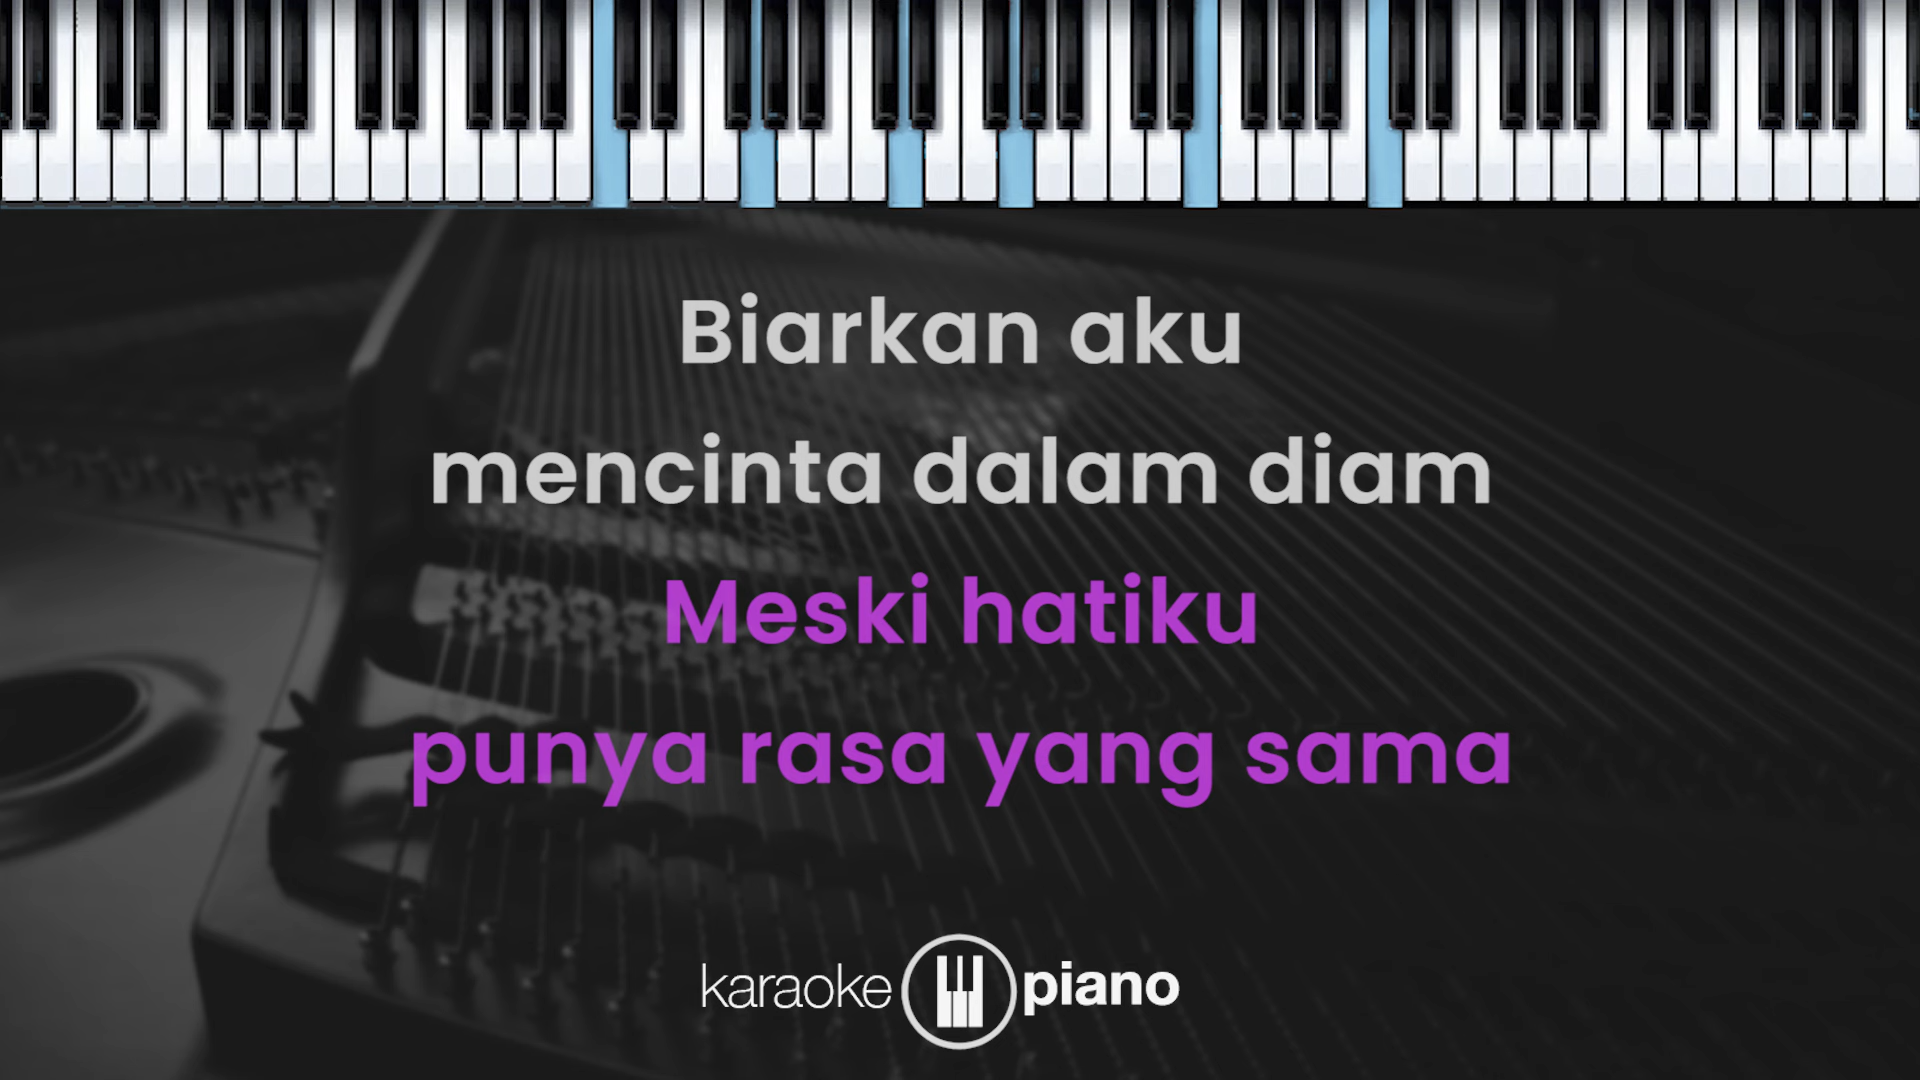 Biarkan aku
mencinta dalam diam
Meski hatiku
punya rasa yang sama
karaoke piano